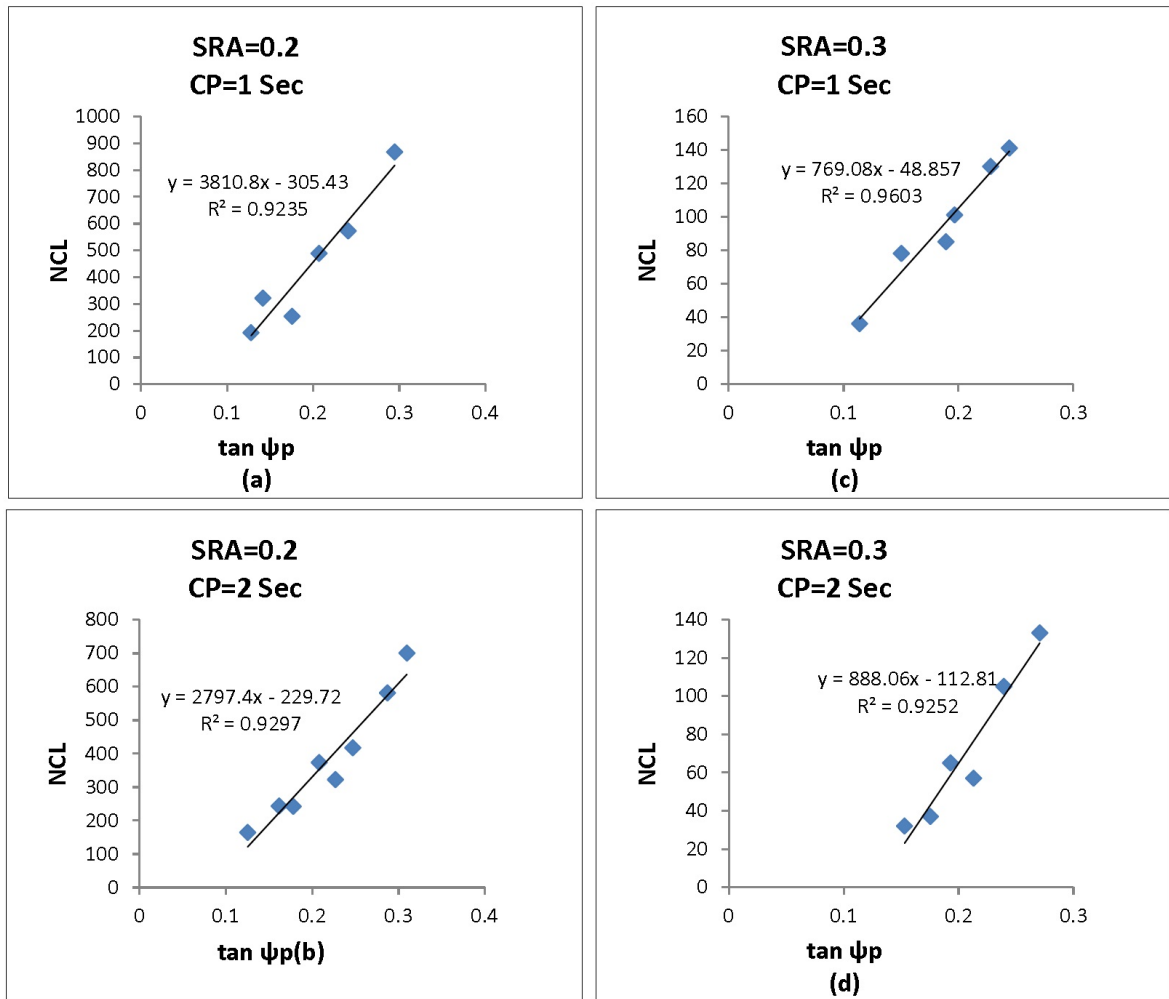 SRA=0.2
CP=1 Sec
1000
900
800
700
600
500
400
300
200
100
0
NCL
y = 3810.8x - 305.43
R² = 0.9235
0 0.1 0.2 0.3 0.4
tan ψp
(a)
SRA=0.3
CP=1 Sec
160
140
120
100
80
60
40
20
0
NCL
y = 769.08x - 48.857
R² = 0.9603
0 0.1 0.2 0.3
tan ψp
(c)
SRA=0.2
CP=2 Sec
800
700
600
500
400
300
200
100
0
NCL
y = 2797.4x - 229.72
R² = 0.9297
0 0.1 0.2 0.3 0.4
tan ψp(b)
SRA=0.3
CP=2 Sec
140
120
100
80
60
40
20
0
NCL
y = 888.06x - 112.81
R² = 0.9252
0 0.1 0.2 0.3
tan ψp
(d)